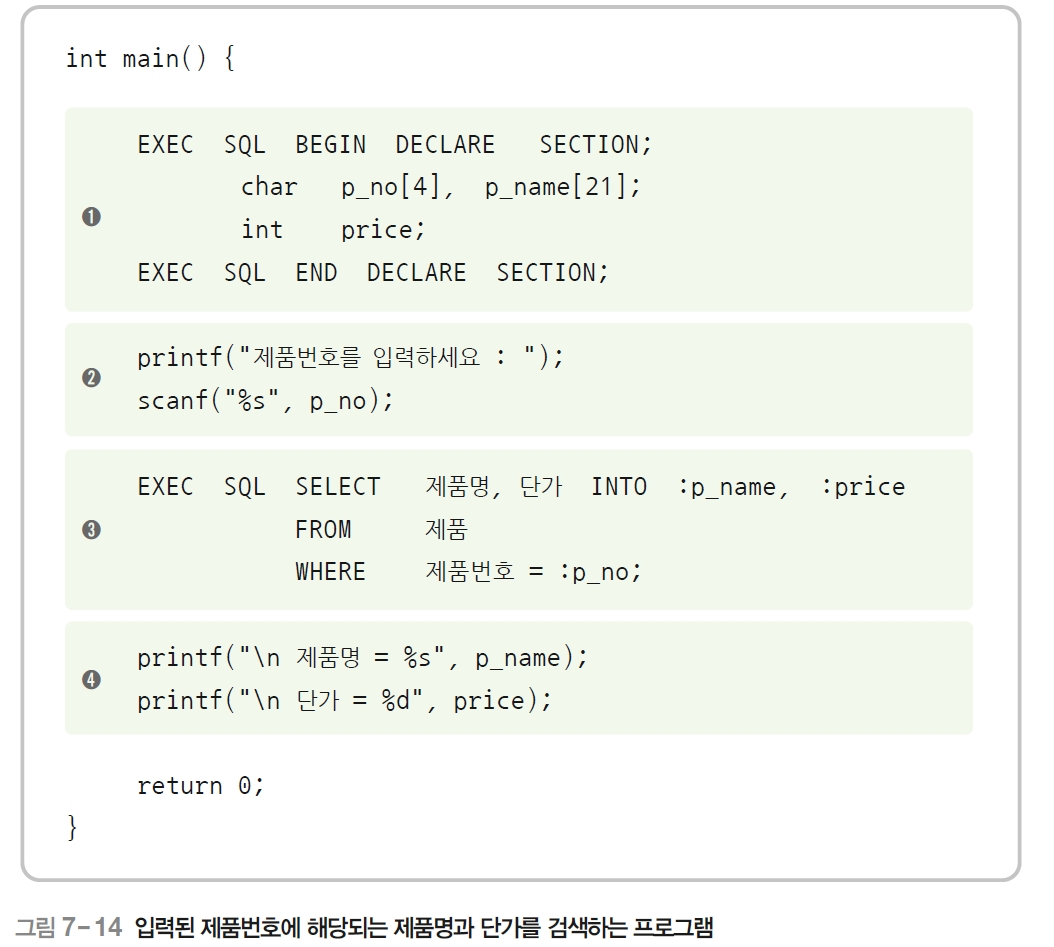 int main() {
EXEC SQL BEGIN DECLARE SECTION;
char p_no[4], p_name[21];
❶
int price;
EXEC SQL END DECLARE SECTION;
printf("제품번호를 입력하세요 : ");
❷
scanf("%s", p_no);
EXEC SQL SELECT 제품명, 단가 INTO :p_name, :price
❸ FROM 제품
WHERE 제품번호 = :p_no;
printf("\n 제품명 = %s", p_name);
❹
printf("\n 단가 = %d", price);
return 0;
}
그림 7-14 입력된 제품번호에 해당되는 제품명과 단가를 검색하는 프로그램